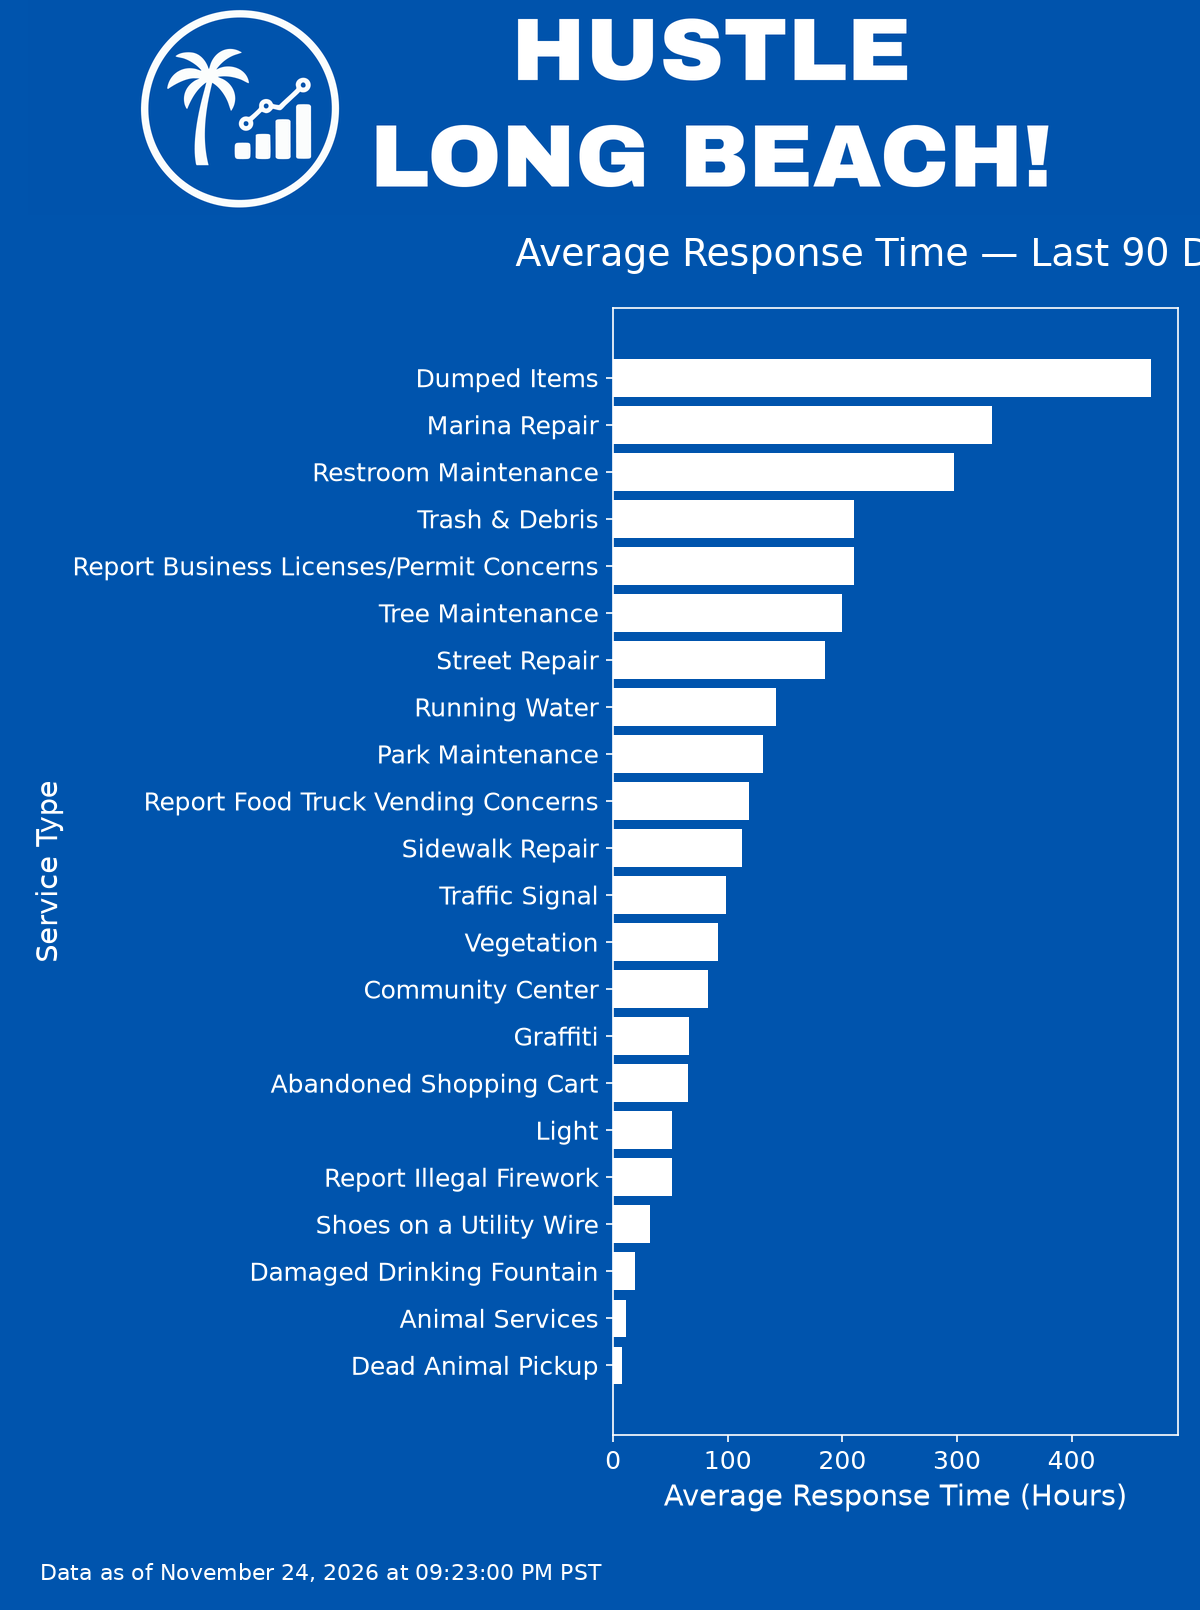 HUSTLE
LONG BEACH!
Average Response Time — Last 90 D
Dumped Items
Marina Repair
Restroom Maintenance
Trash & Debris
Report Business Licenses/Permit Concerns
Tree Maintenance
Street Repair
Running Water
Park Maintenance
Report Food Truck Vending Concerns
Sidewalk Repair
Traffic Signal
Vegetation
Community Center
Graffiti
Abandoned Shopping Cart
Light
Report Illegal Firework
Shoes on a Utility Wire
Damaged Drinking Fountain
Animal Services
Dead Animal Pickup
Service Type
0 100 200 300 400
Average Response Time (Hours)
Data as of November 24, 2026 at 09:23:00 PM PST